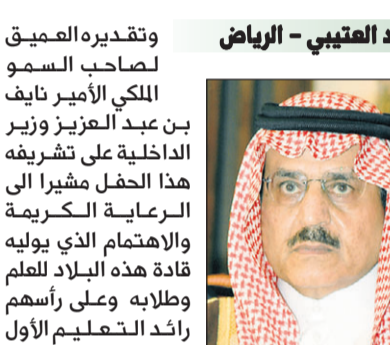 د العتيبي - الرياض
وتقديره العميق
لصاحب السمو
الملكي الأمير نايف
بن عبد العزيز وزير
الداخلية على تشريفه
هذا الحفل مشيرا الى
الرعاية الكريمة
والاهتمام الذي يوليه
قادة هذه البلاد للعلم
وطلابه وعلى رأسهم
رائد التعليم الأول